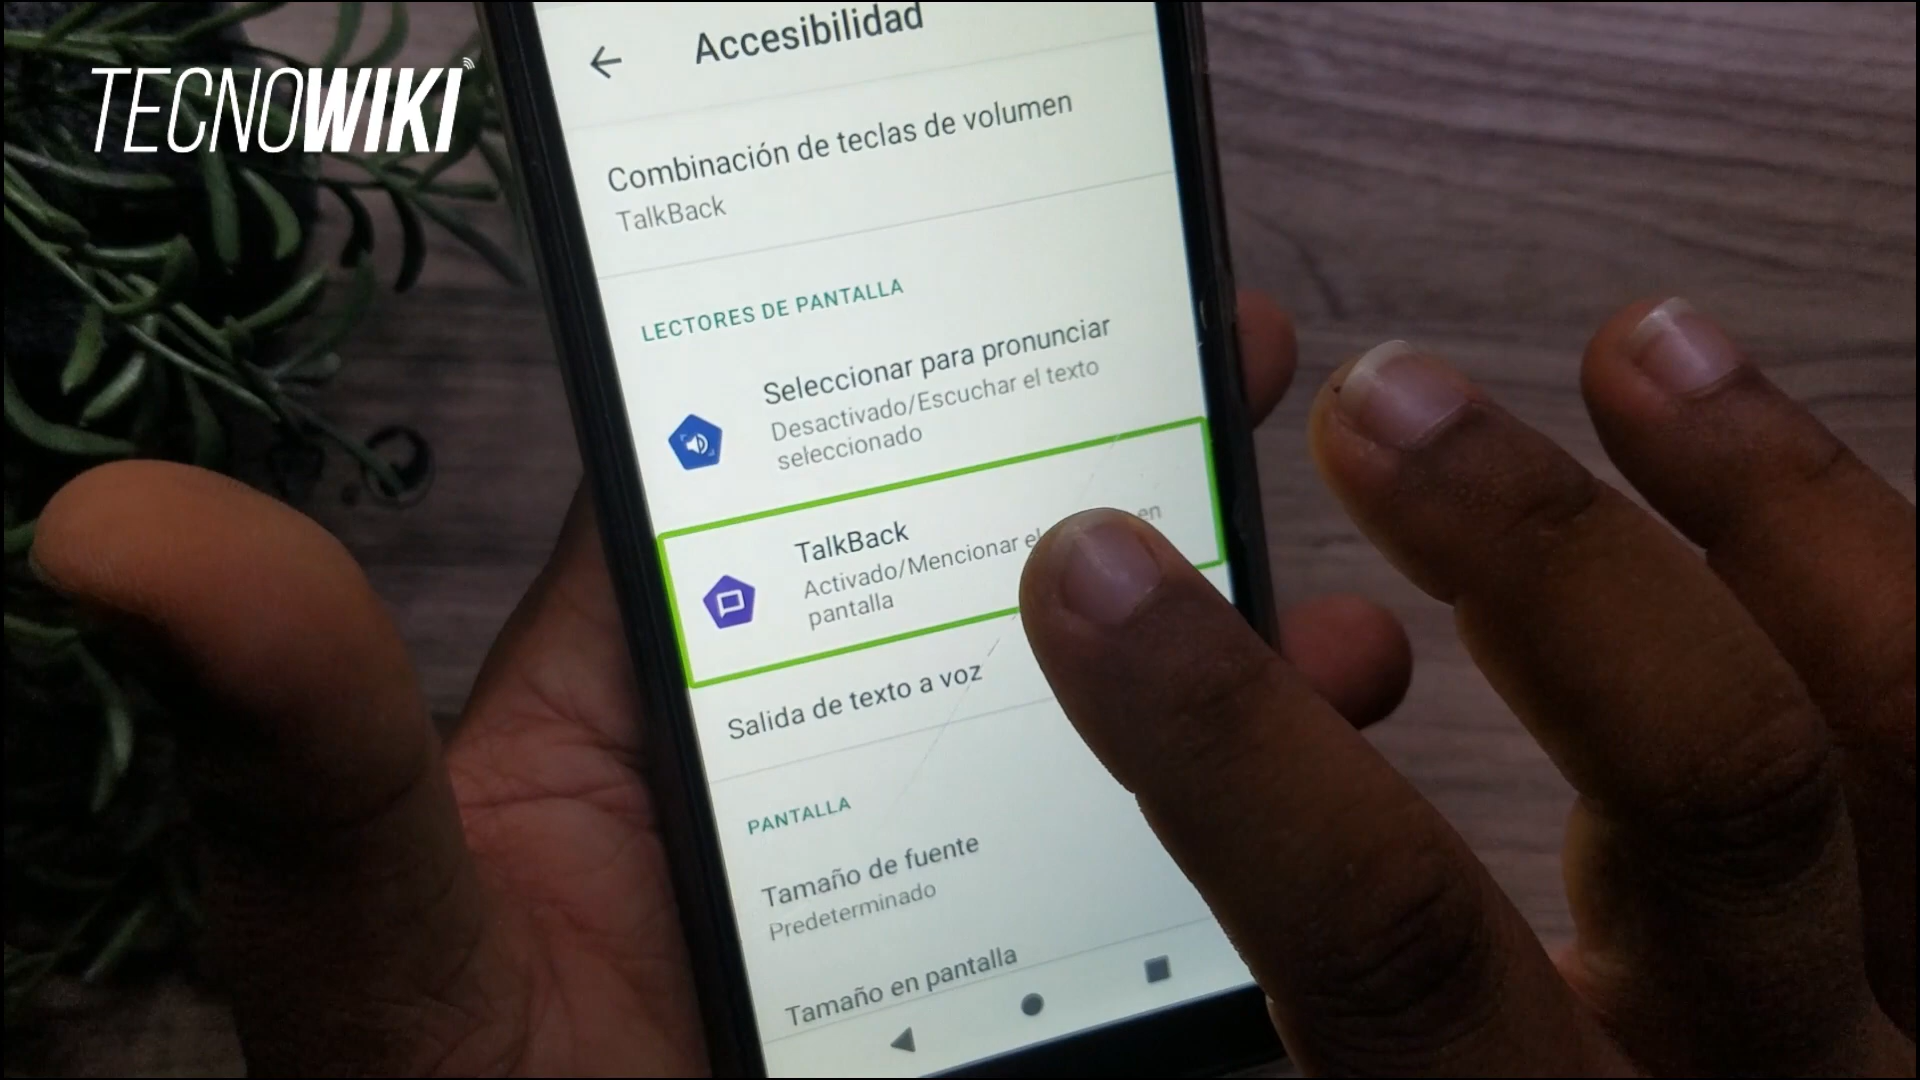 TECNOWIKI
Accesibilidad
Combinación de teclas de volumen
TalkBack
LECTORES DE PANTALLA
Seleccionar para pronunciar
Desactivado/Escuchar el texto
seleccionado
TalkBack
Activado/Mencionar el en
pantalla
Salida de texto a voz
PANTALLA
Tamaño de fuente
Predeterminado
Tamaño en pantalla